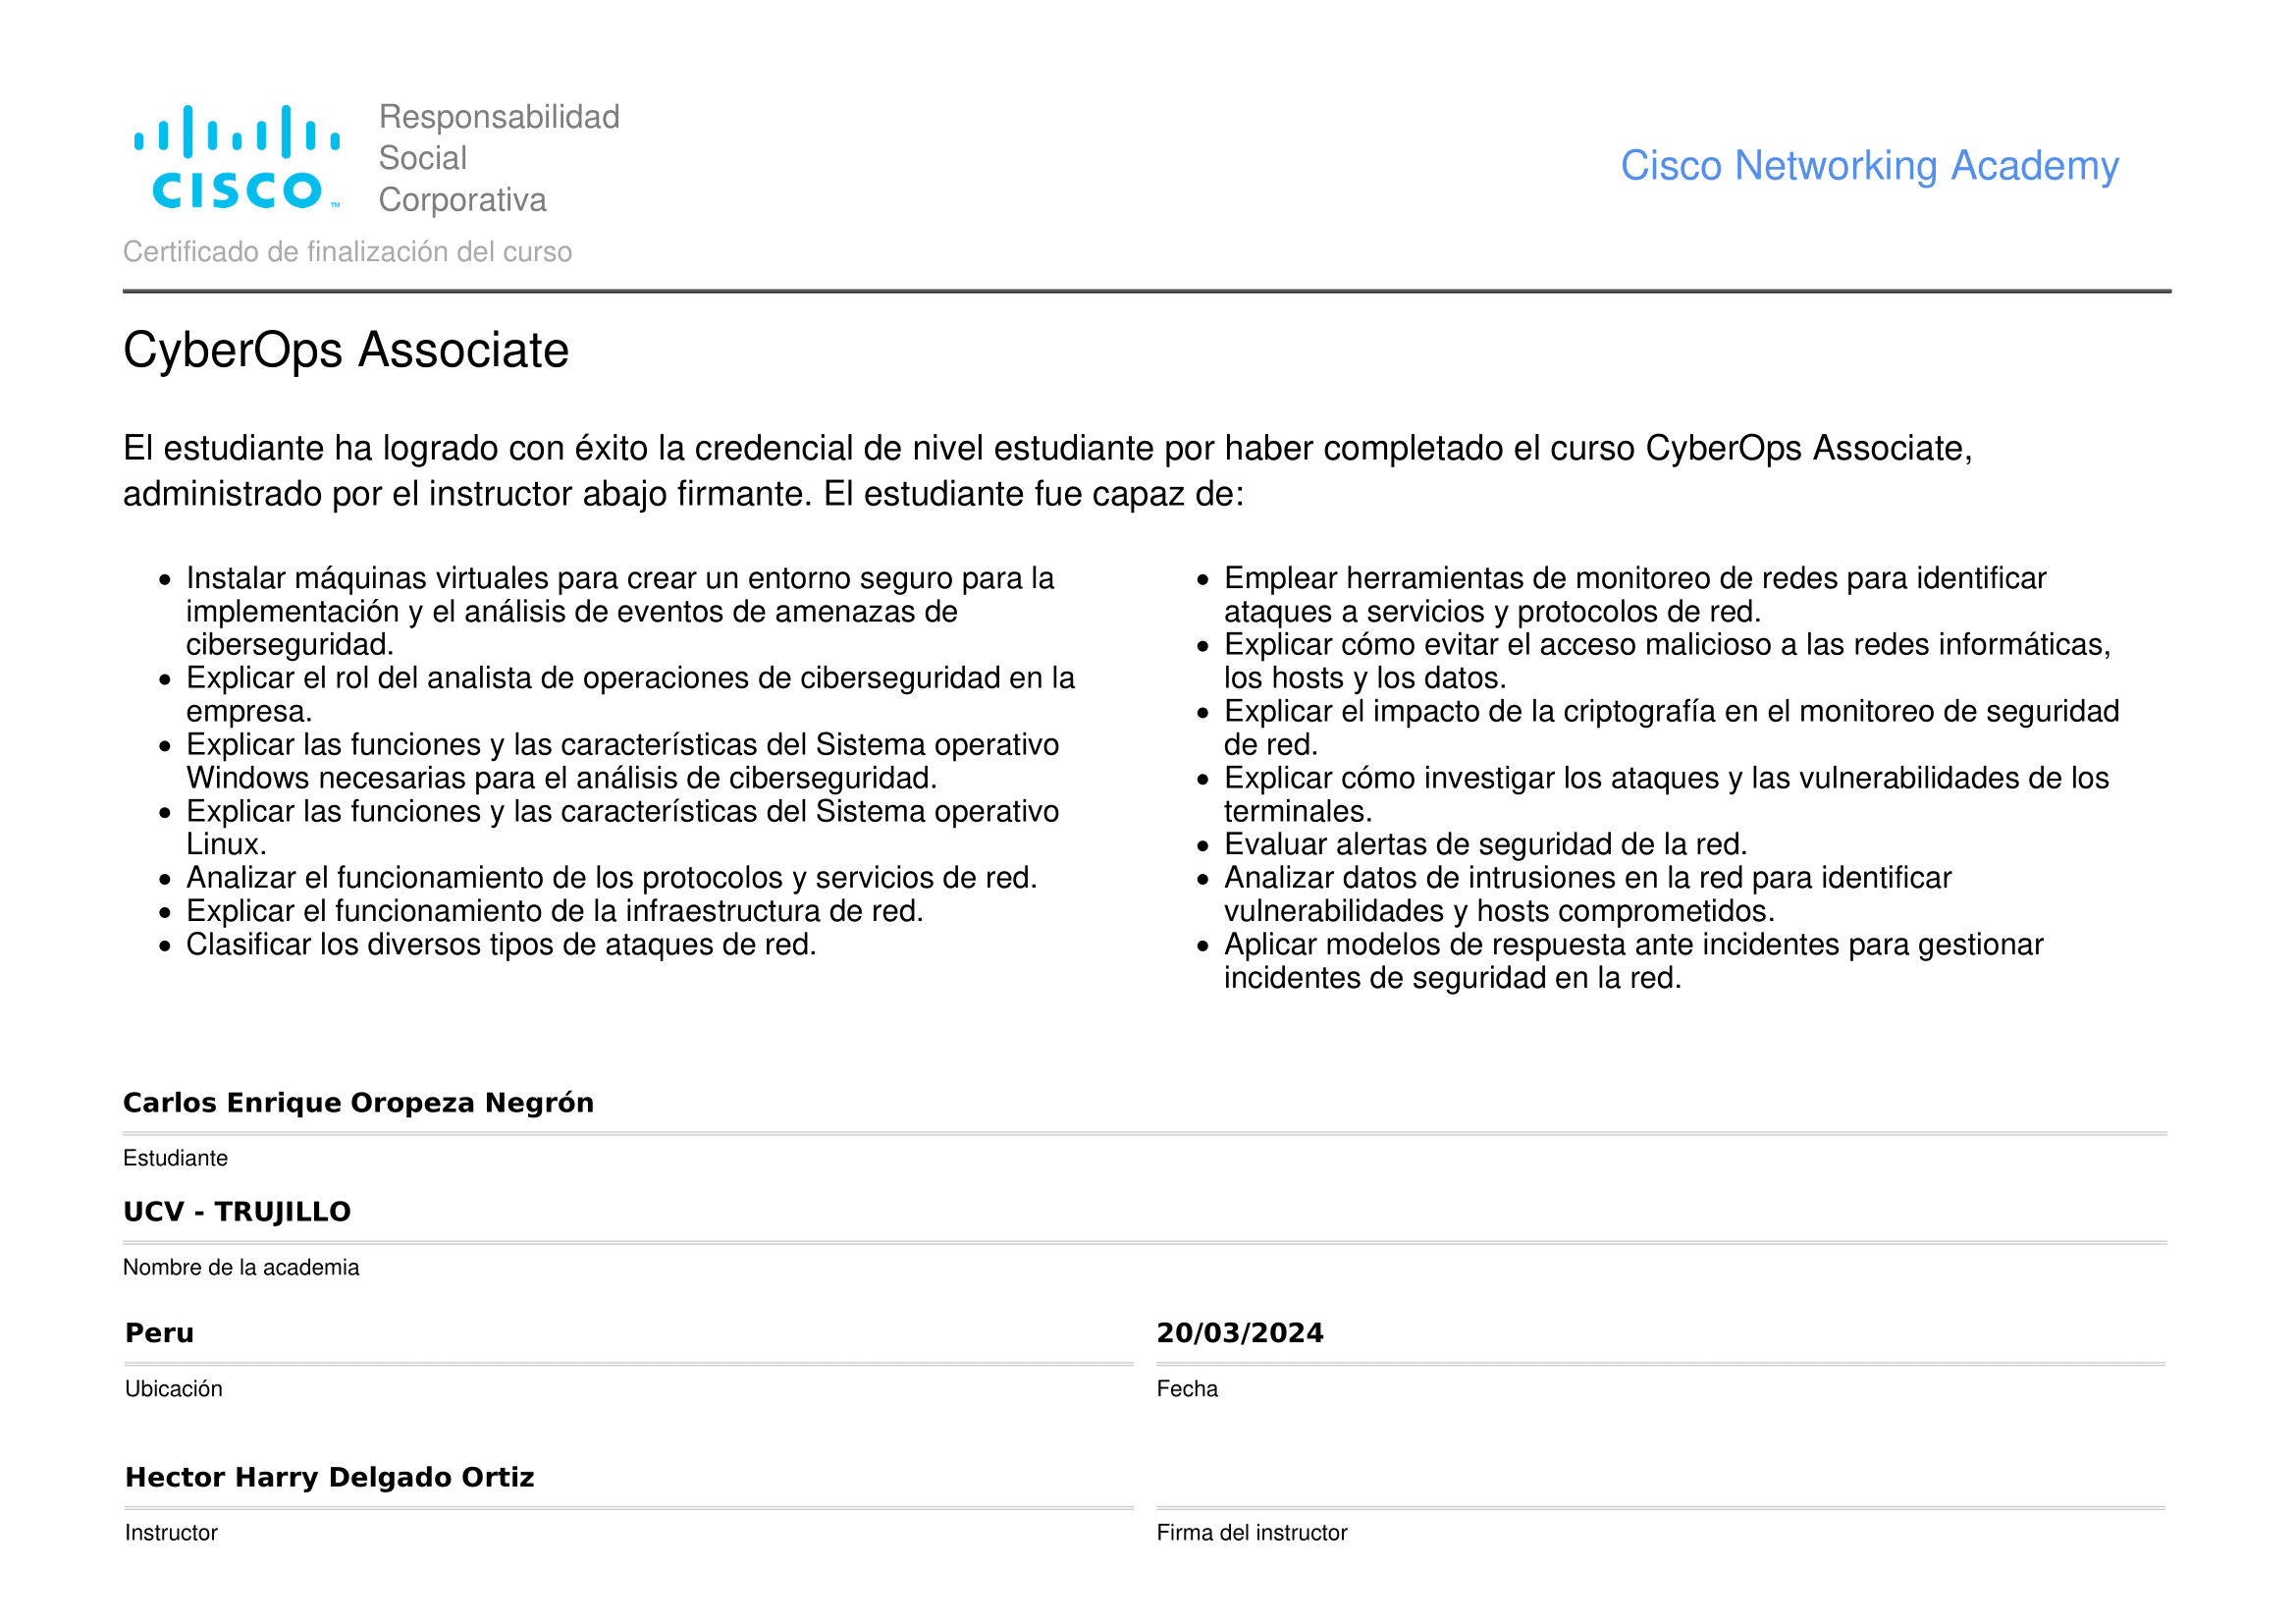 CISCO™
Responsabilidad
Social
Corporativa
Cisco Networking Academy
Certificado de finalización del curso
CyberOps Associate
El estudiante ha logrado con éxito la credencial de nivel estudiante por haber completado el curso CyberOps Associate,
administrado por el instructor abajo firmante. El estudiante fue capaz de:
• Instalar máquinas virtuales para crear un entorno seguro para la
implementación y el análisis de eventos de amenazas de
ciberseguridad.
• Explicar el rol del analista de operaciones de ciberseguridad en la
empresa.
• Explicar las funciones y las características del Sistema operativo
Windows necesarias para el análisis de ciberseguridad.
• Explicar las funciones y las características del Sistema operativo
Linux.
• Analizar el funcionamiento de los protocolos y servicios de red.
• Explicar el funcionamiento de la infraestructura de red.
• Clasificar los diversos tipos de ataques de red.
• Emplear herramientas de monitoreo de redes para identificar
ataques a servicios y protocolos de red.
• Explicar cómo evitar el acceso malicioso a las redes informáticas,
los hosts y los datos.
• Explicar el impacto de la criptografía en el monitoreo de seguridad
de red.
• Explicar cómo investigar los ataques y las vulnerabilidades de los
terminales.
• Evaluar alertas de seguridad de la red.
• Analizar datos de intrusiones en la red para identificar
vulnerabilidades y hosts comprometidos.
• Aplicar modelos de respuesta ante incidentes para gestionar
incidentes de seguridad en la red.
Carlos Enrique Oropeza Negrón
Estudiante
UCV - TRUJILLO
Nombre de la academia
Peru
Ubicación
20/03/2024
Fecha
Hector Harry Delgado Ortiz
Instructor
Firma del instructor